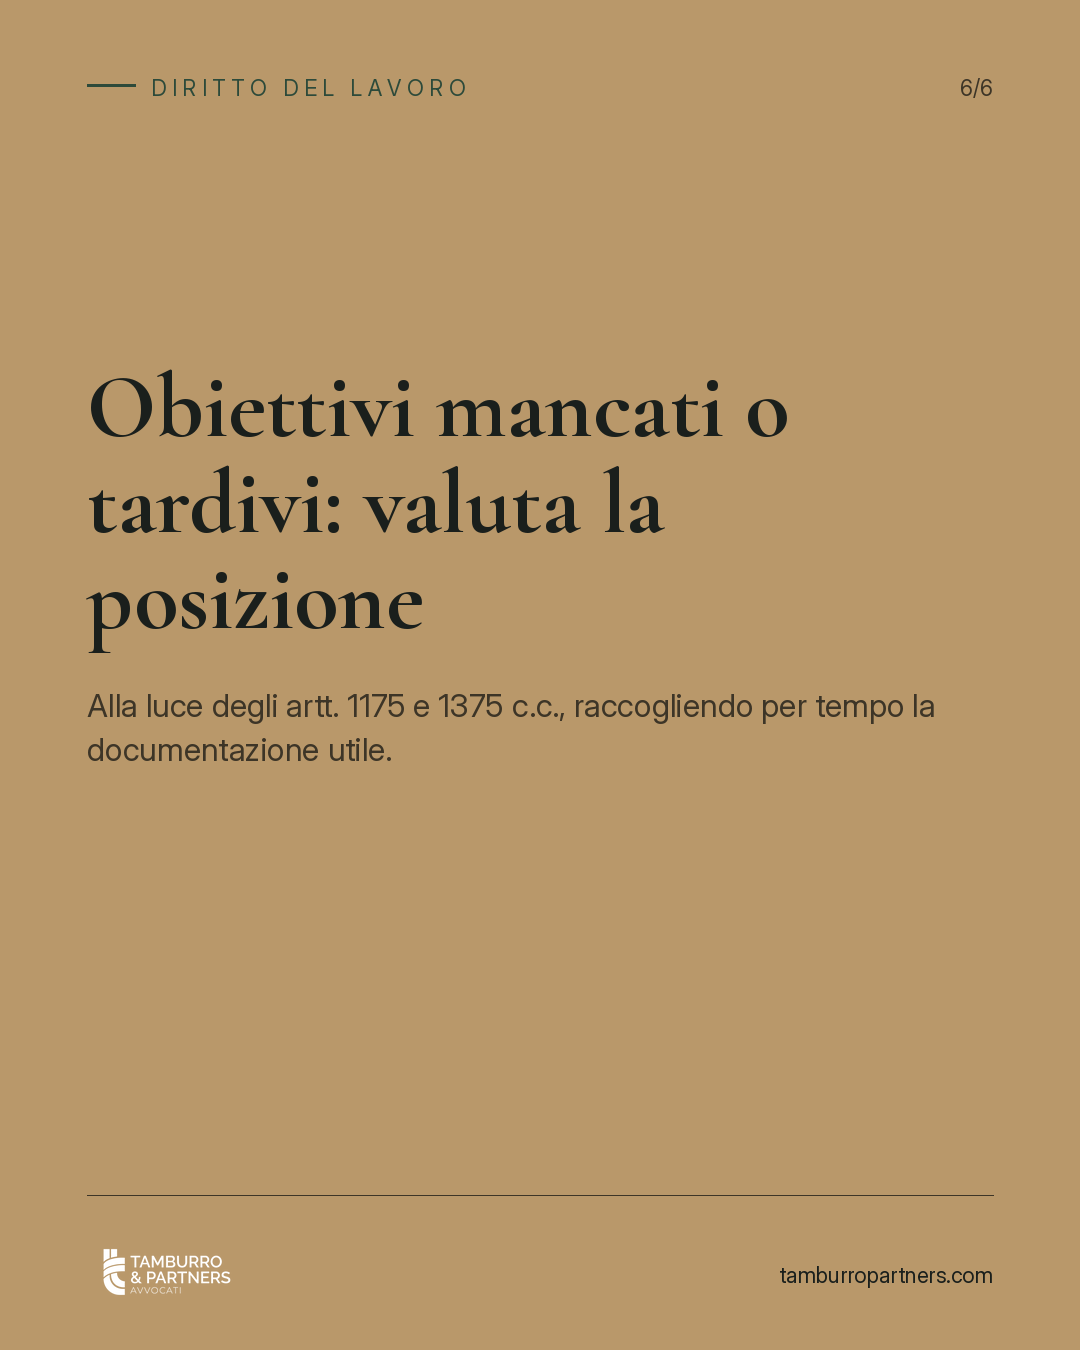 DIRITTO DEL LAVORO
6/6
Obiettivi mancati o
tardivi: valuta la
posizione
Alla luce degli artt. 1175 e 1375 c.c., raccogliendo per tempo la
documentazione utile.
TAMBURRO
& PARTNERS
AVVOCATI
tamburropartners.com